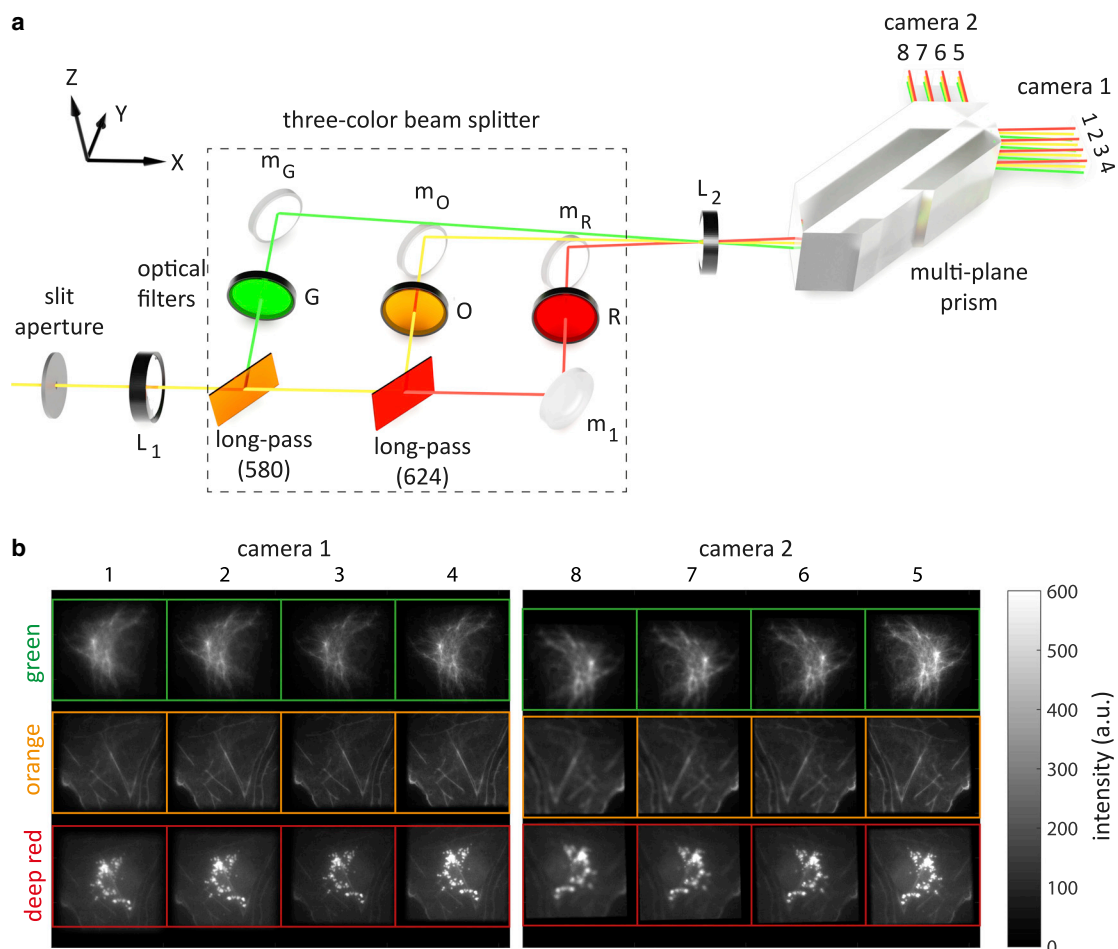 a
camera 2
8 7 6 5
camera 1
1 2 3 4
Z
Y
X
three-color beam splitter
m G
m O
m R
L 2
optical
filters
G
O
R
multi-plane
prism
slit
aperture
L 1
m 1
long-pass
(580)
long-pass
(624)
b
camera 1
camera 2
1 2 3 4 8 7 6 5
green
orange
deep red
600
500
400
300
200
100
0
intensity (a.u.)